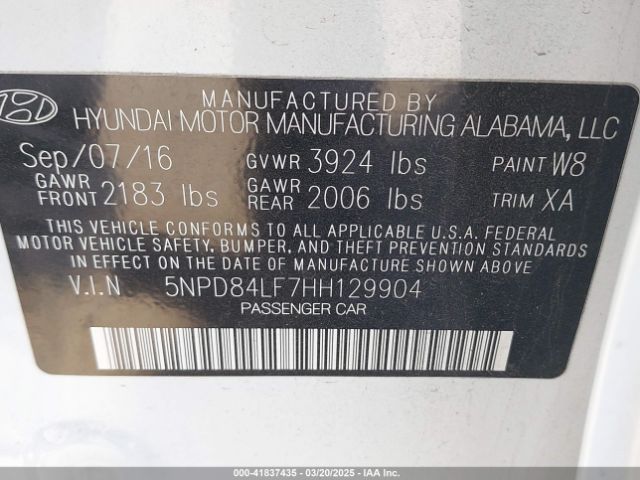 MANUFACTURED BY
HYUNDAI MOTOR MANUFACTURING ALABAMA, LLC
Sep/07/16 GVWR 3924 lbs PAINT W8
GAWR FRONT 2183 lbs GAWR REAR 2006 lbs TRIM XA
THIS VEHICLE CONFORMS TO ALL APPLICABLE U.S.A. FEDERAL
MOTOR VEHICLE SAFETY, BUMPER, AND THEFT PREVENTION STANDARDS
IN EFFECT ON THE DATE OF MANUFACTURE SHOWN ABOVE.
V.I.N 5NPD84LF7HH129904
PASSENGER CAR
000-41837435 - 03/20/2025 - IAA Inc.